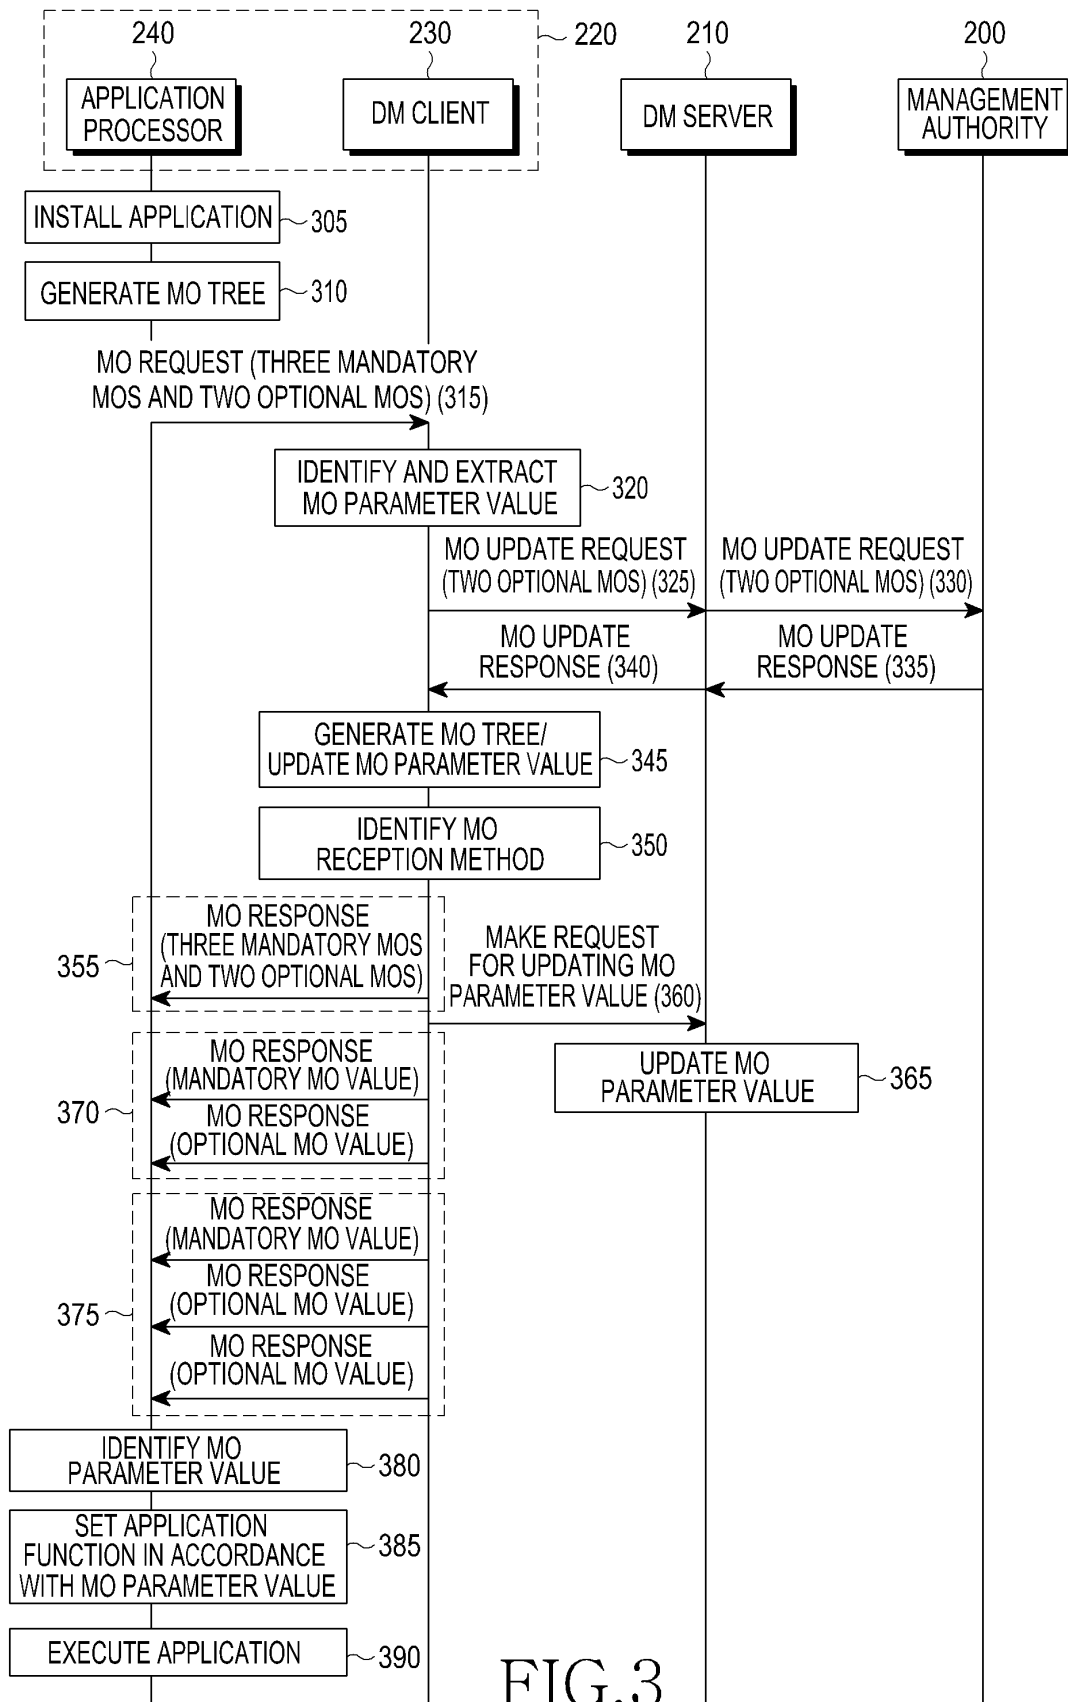 240
230
220
210
200
APPLICATION
PROCESSOR
DM CLIENT
DM SERVER
MANAGEMENT
AUTHORITY
INSTALL APPLICATION
305
GENERATE MO TREE
310
MO REQUEST (THREE MANDATORY
MOS AND TWO OPTIONAL MOS) (315)
IDENTIFY AND EXTRACT
MO PARAMETER VALUE
320
MO UPDATE REQUEST
(TWO OPTIONAL MOS) (325)
MO UPDATE REQUEST
(TWO OPTIONAL MOS) (330)
MO UPDATE
RESPONSE (340)
MO UPDATE
RESPONSE (335)
GENERATE MO TREE/
UPDATE MO PARAMETER VALUE
345
IDENTIFY MO
RECEPTION METHOD
350
355
MO RESPONSE
(THREE MANDATORY MOS
AND TWO OPTIONAL MOS)
MAKE REQUEST
FOR UPDATING MO
PARAMETER VALUE (360)
UPDATE MO
PARAMETER VALUE
365
370
MO RESPONSE
(MANDATORY MO VALUE)
MO RESPONSE
(OPTIONAL MO VALUE)
375
MO RESPONSE
(MANDATORY MO VALUE)
MO RESPONSE
(OPTIONAL MO VALUE)
MO RESPONSE
(OPTIONAL MO VALUE)
IDENTIFY MO
PARAMETER VALUE
380
SET APPLICATION
FUNCTION IN ACCORDANCE
WITH MO PARAMETER VALUE
385
EXECUTE APPLICATION
390
FIG.3